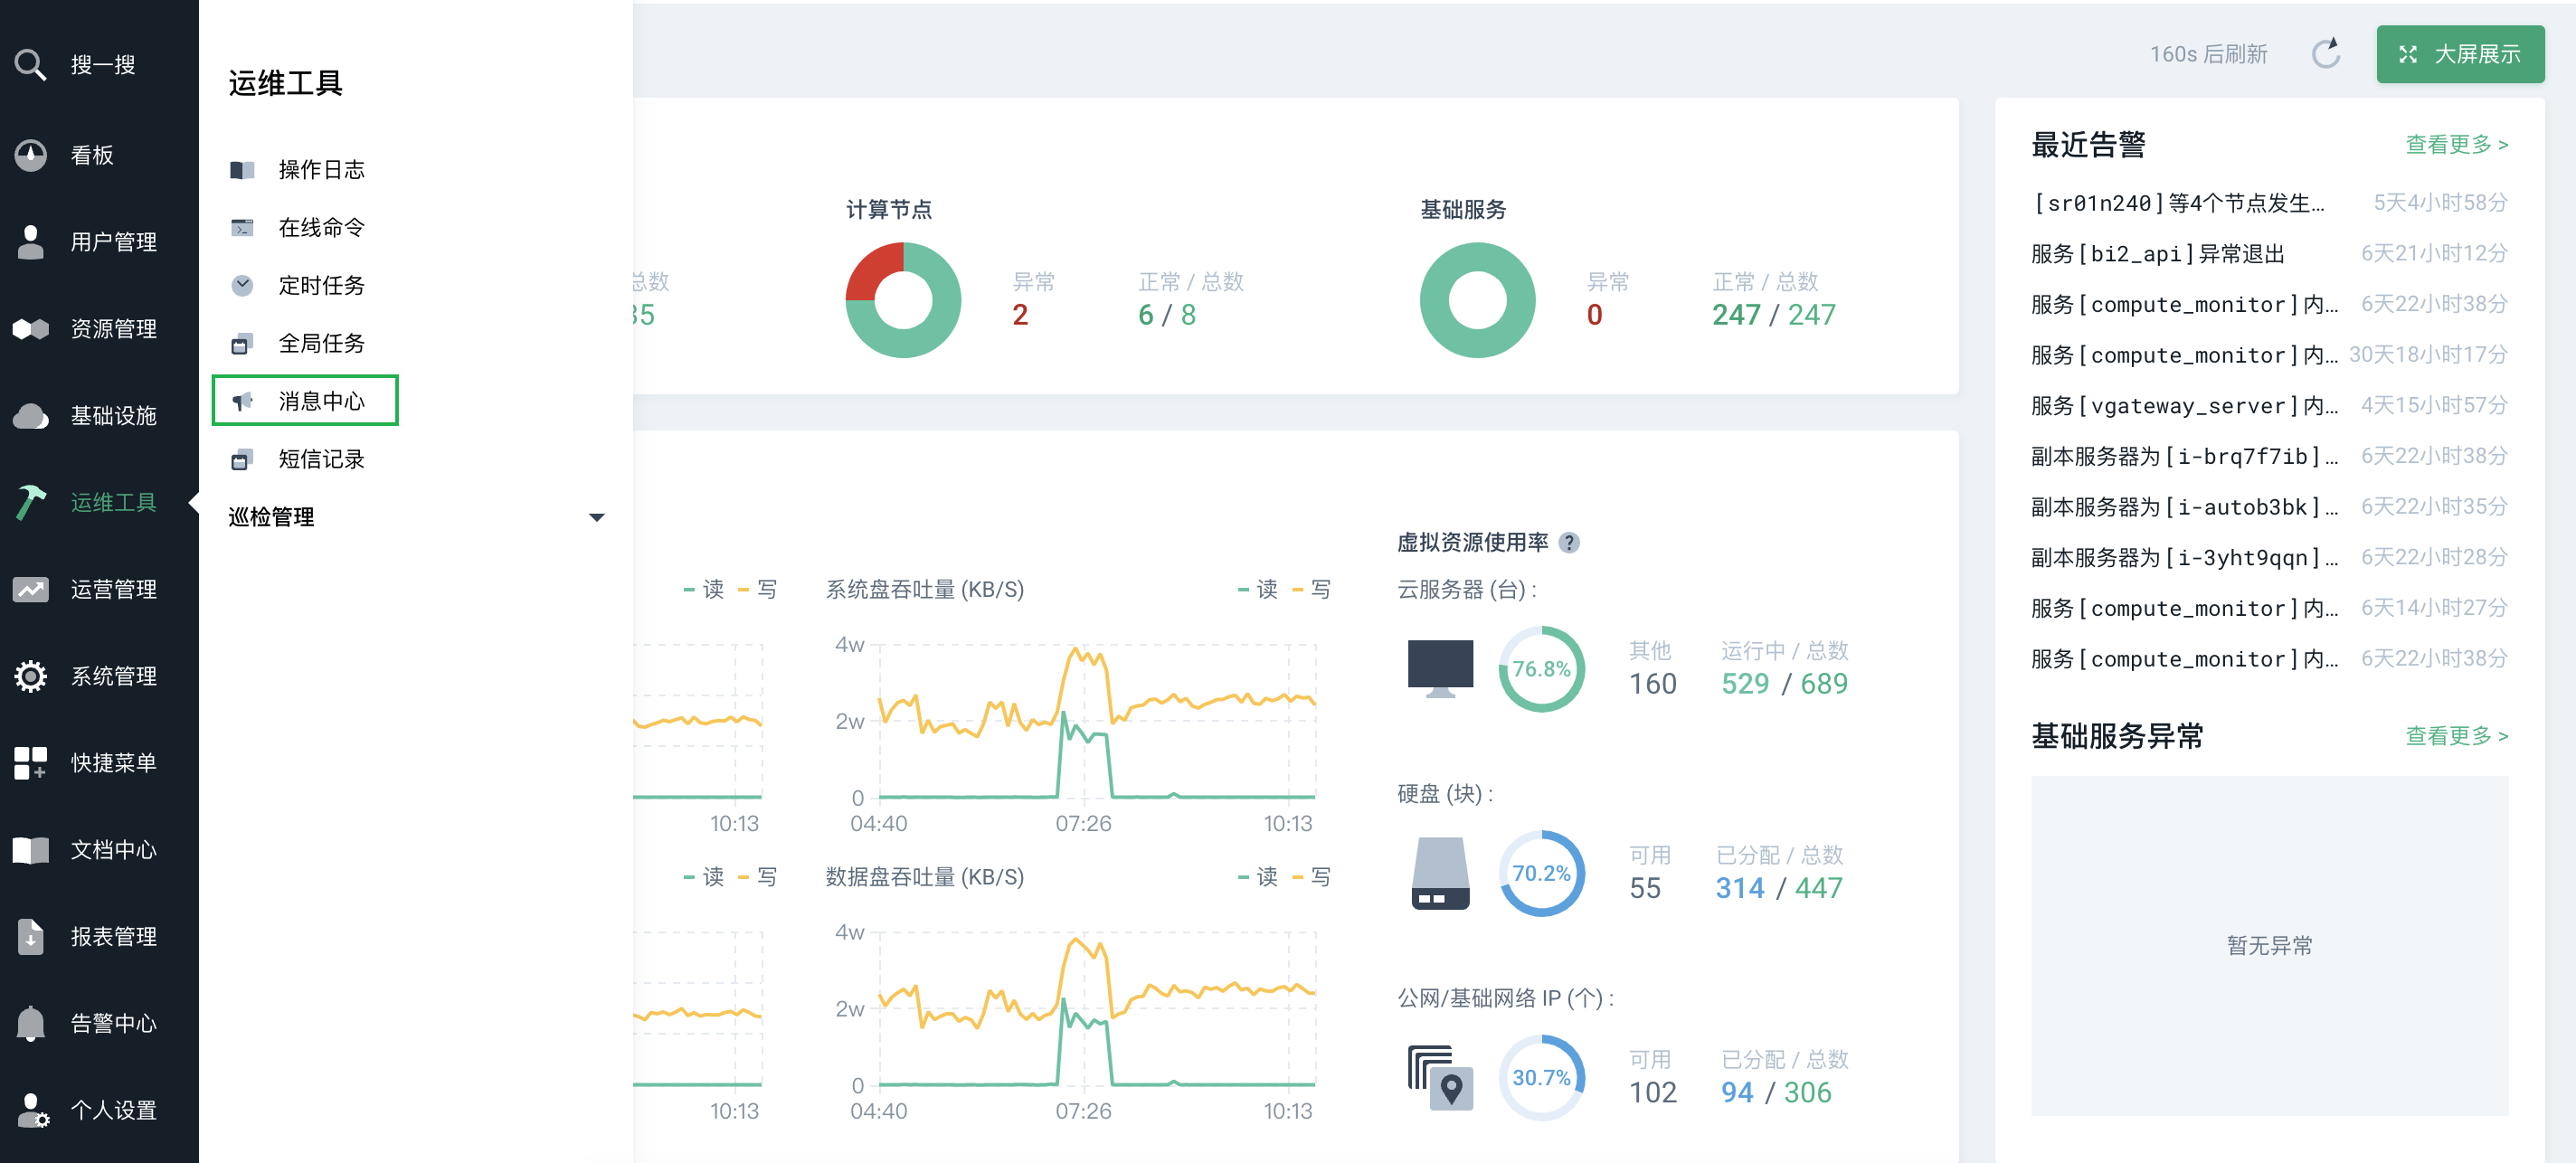 搜一搜
看板
用户管理
资源管理
基础设施
运维工具
运营管理
系统管理
快捷菜单
文档中心
报表管理
告警中心
个人设置
运维工具
操作日志
在线命令
定时任务
全局任务
消息中心
短信记录
巡检管理
160s 后刷新
大屏展示
总数
35
计算节点
异常
2
正常 / 总数
6 / 8
基础服务
异常
0
正常 / 总数
247 / 247
读 写
10:13
系统盘吞吐量 (KB/S)
读 写
4w
2w
0
04:40 07:26 10:13
读 写
10:13
数据盘吞吐量 (KB/S)
读 写
4w
2w
0
04:40 07:26 10:13
虚拟资源使用率 ?
云服务器 (台) :
76.8%
其他
160
运行中 / 总数
529 / 689
硬盘 (块) :
70.2%
可用
55
已分配 / 总数
314 / 447
公网/基础网络 IP (个) :
30.7%
可用
102
已分配 / 总数
94 / 306
最近告警 查看更多 >
[sr01n240]等4个节点发生... 5天4小时58分
服务[bi2_api]异常退出 6天21小时12分
服务[compute_monitor]内... 6天22小时38分
服务[compute_monitor]内... 30天18小时17分
服务[vgateway_server]内... 4天15小时57分
副本服务器为[i-brq7f7ib]... 6天22小时38分
副本服务器为[i-autob3bk]... 6天22小时35分
副本服务器为[i-3yht9qqn]... 6天22小时28分
服务[compute_monitor]内... 6天14小时27分
服务[compute_monitor]内... 6天22小时38分
基础服务异常 查看更多 >
暂无异常